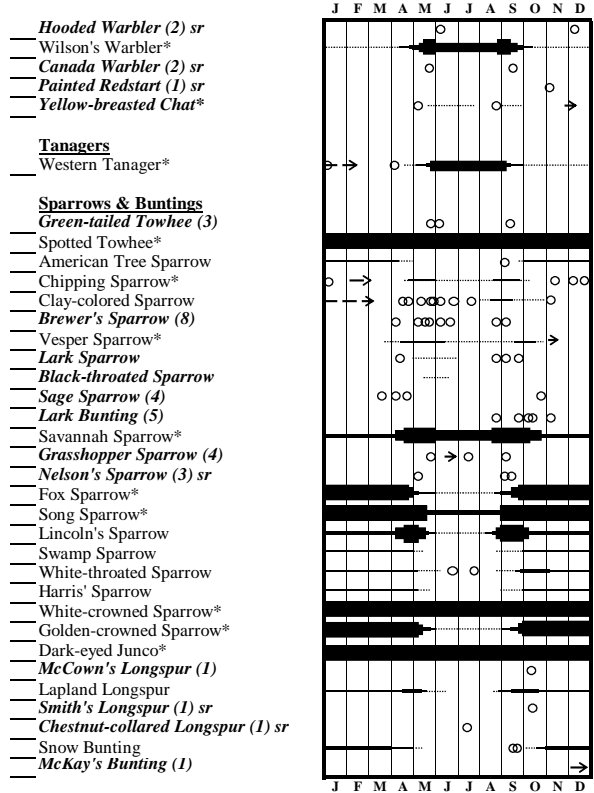 J F M A M J J A S O N D
Hooded Warbler (2) sr
Wilson's Warbler*
Canada Warbler (2) sr
Painted Redstart (1) sr
Yellow-breasted Chat*
Tanagers
Western Tanager*
Sparrows & Buntings
Green-tailed Towhee (3)
Spotted Towhee*
American Tree Sparrow
Chipping Sparrow*
Clay-colored Sparrow
Brewer's Sparrow (8)
Vesper Sparrow*
Lark Sparrow
Black-throated Sparrow
Sage Sparrow (4)
Lark Bunting (5)
Savannah Sparrow*
Grasshopper Sparrow (4)
Nelson's Sparrow (3) sr
Fox Sparrow*
Song Sparrow*
Lincoln's Sparrow
Swamp Sparrow
White-throated Sparrow
Harris' Sparrow
White-crowned Sparrow*
Golden-crowned Sparrow*
Dark-eyed Junco*
McCown's Longspur (1)
Lapland Longspur
Smith's Longspur (1) sr
Chestnut-collared Longspur (1) sr
Snow Bunting
McKay's Bunting (1)
J F M A M J J A S O N D